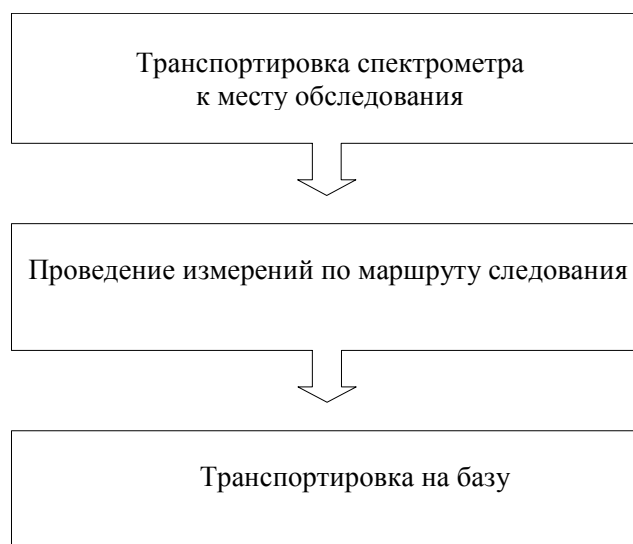 Транспортировка спектрометра
к месту обследования
Проведение измерений по маршруту следования
Транспортировка на базу